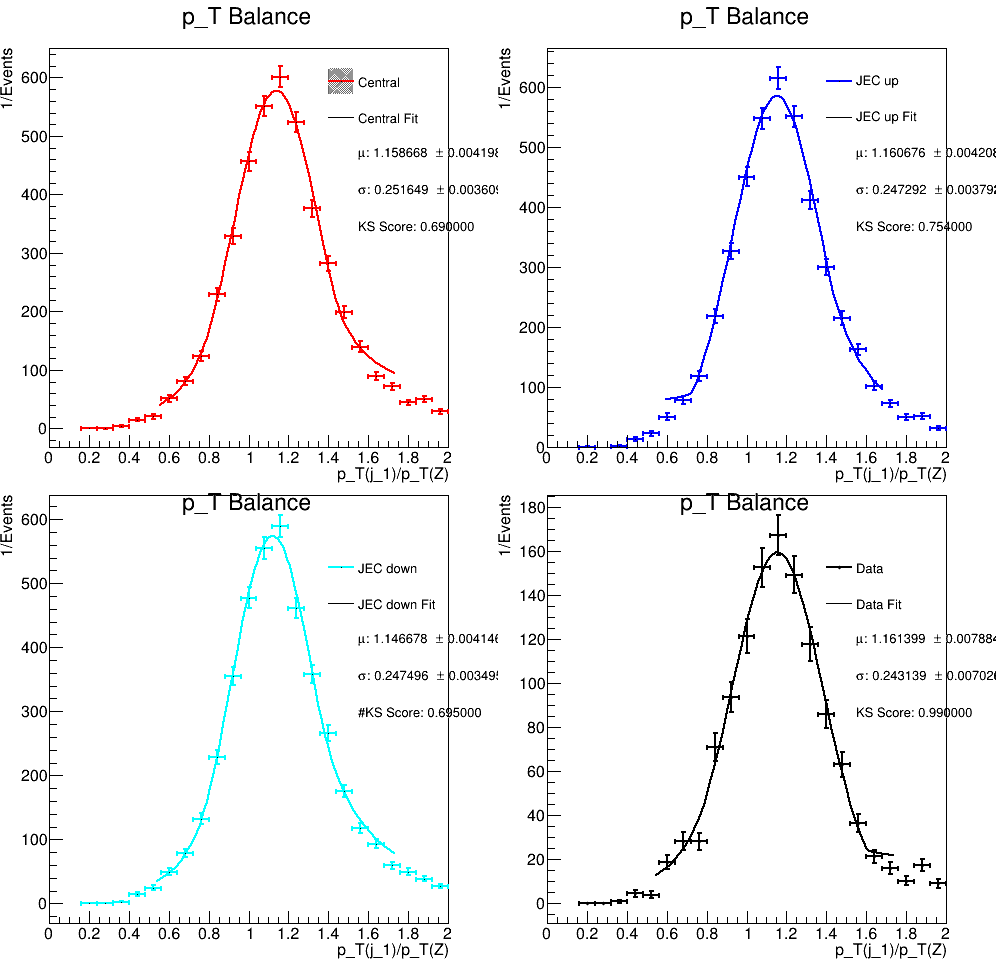 p_T Balance
1/Events
600
500
400
300
200
100
0
0 0.2 0.4 0.6 0.8 1 1.2 1.4 1.6 1.8 2
p_T(j_1)/p_T(Z)
Central
Central Fit
μ: 1.158668 ± 0.004198
σ: 0.251649 ± 0.003609
KS Score: 0.690000
p_T Balance
1/Events
600
500
400
300
200
100
0
0 0.2 0.4 0.6 0.8 1 1.2 1.4 1.6 1.8 2
p_T(j_1)/p_T(Z)
JEC up
JEC up Fit
μ: 1.160676 ± 0.004208
σ: 0.247292 ± 0.003792
KS Score: 0.754000
p_T Balance
1/Events
600
500
400
300
200
100
0
0 0.2 0.4 0.6 0.8 1 1.2 1.4 1.6 1.8 2
p_T(j_1)/p_T(Z)
JEC down
JEC down Fit
μ: 1.146678 ± 0.004146
σ: 0.247496 ± 0.003495
#KS Score: 0.695000
p_T Balance
1/Events
180
160
140
120
100
80
60
40
20
0
0 0.2 0.4 0.6 0.8 1 1.2 1.4 1.6 1.8 2
p_T(j_1)/p_T(Z)
Data
Data Fit
μ: 1.161399 ± 0.007884
σ: 0.243139 ± 0.007026
KS Score: 0.990000